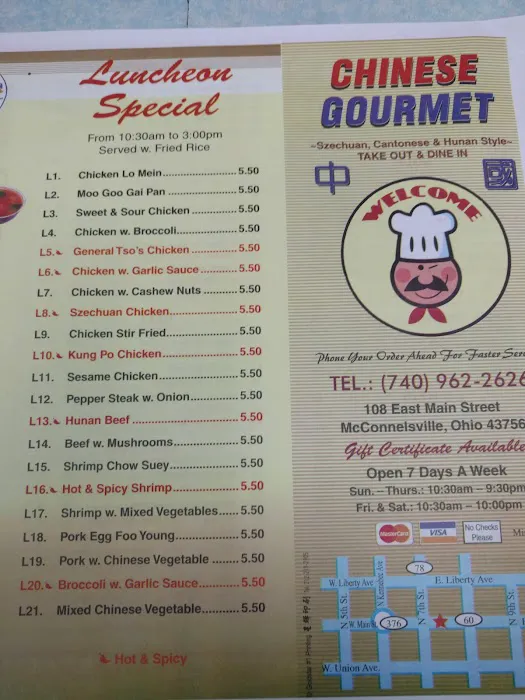 Luncheon
Special
From 10:30am to 3:00pm
Served w. Fried Rice
L1. Chicken Lo Mein.......................... 5.50
L2. Moo Goo Gai Pan ...................... 5.50
L3. Sweet & Sour Chicken .............. 5.50
L4. Chicken w. Broccoli................... 5.50
L5. General Tso's Chicken ............. 5.50
L6. Chicken w. Garlic Sauce........... 5.50
L7. Chicken w. Cashew Nuts .......... 5.50
L8. Szechuan Chicken.................... 5.50
L9. Chicken Stir Fried..................... 5.50
L10. Kung Po Chicken...................... 5.50
L11. Sesame Chicken....................... 5.50
L12. Pepper Steak w. Onion.............. 5.50
L13. Hunan Beef .............................. 5.50
L14. Beef w. Mushrooms................... 5.50
L15. Shrimp Chow Suey.................... 5.50
L16. Hot & Spicy Shrimp................... 5.50
L17. Shrimp w. Mixed Vegetables...... 5.50
L18. Pork Egg Foo Young.................. 5.50
L19. Pork w. Chinese Vegetable ........ 5.50
L20. Broccoli w. Garlic Sauce............ 5.50
L21. Mixed Chinese Vegetable........... 5.50
Hot & Spicy
CHINESE
GOURMET
~Szechuan, Cantonese & Hunan Style~
TAKE OUT & DINE IN
中 國
WELCOME
Phone Your Order Ahead For Faster
TEL.: (740) 962-2626
108 East Main Street
McConnelsville, Ohio 43756
Gift Certificate Available
Open 7 Days A Week
Sun. – Thurs.: 10:30am – 9:30pm
Fri. & Sat.: 10:30am – 10:00pm
MasterCard VISA No Checks Please
78
W. Liberty Ave E. Liberty Ave
N 5th St.
N Kennebec Ave
N 7th St.
N 9th St.
W. Main St. 376 60
W. Union Ave.